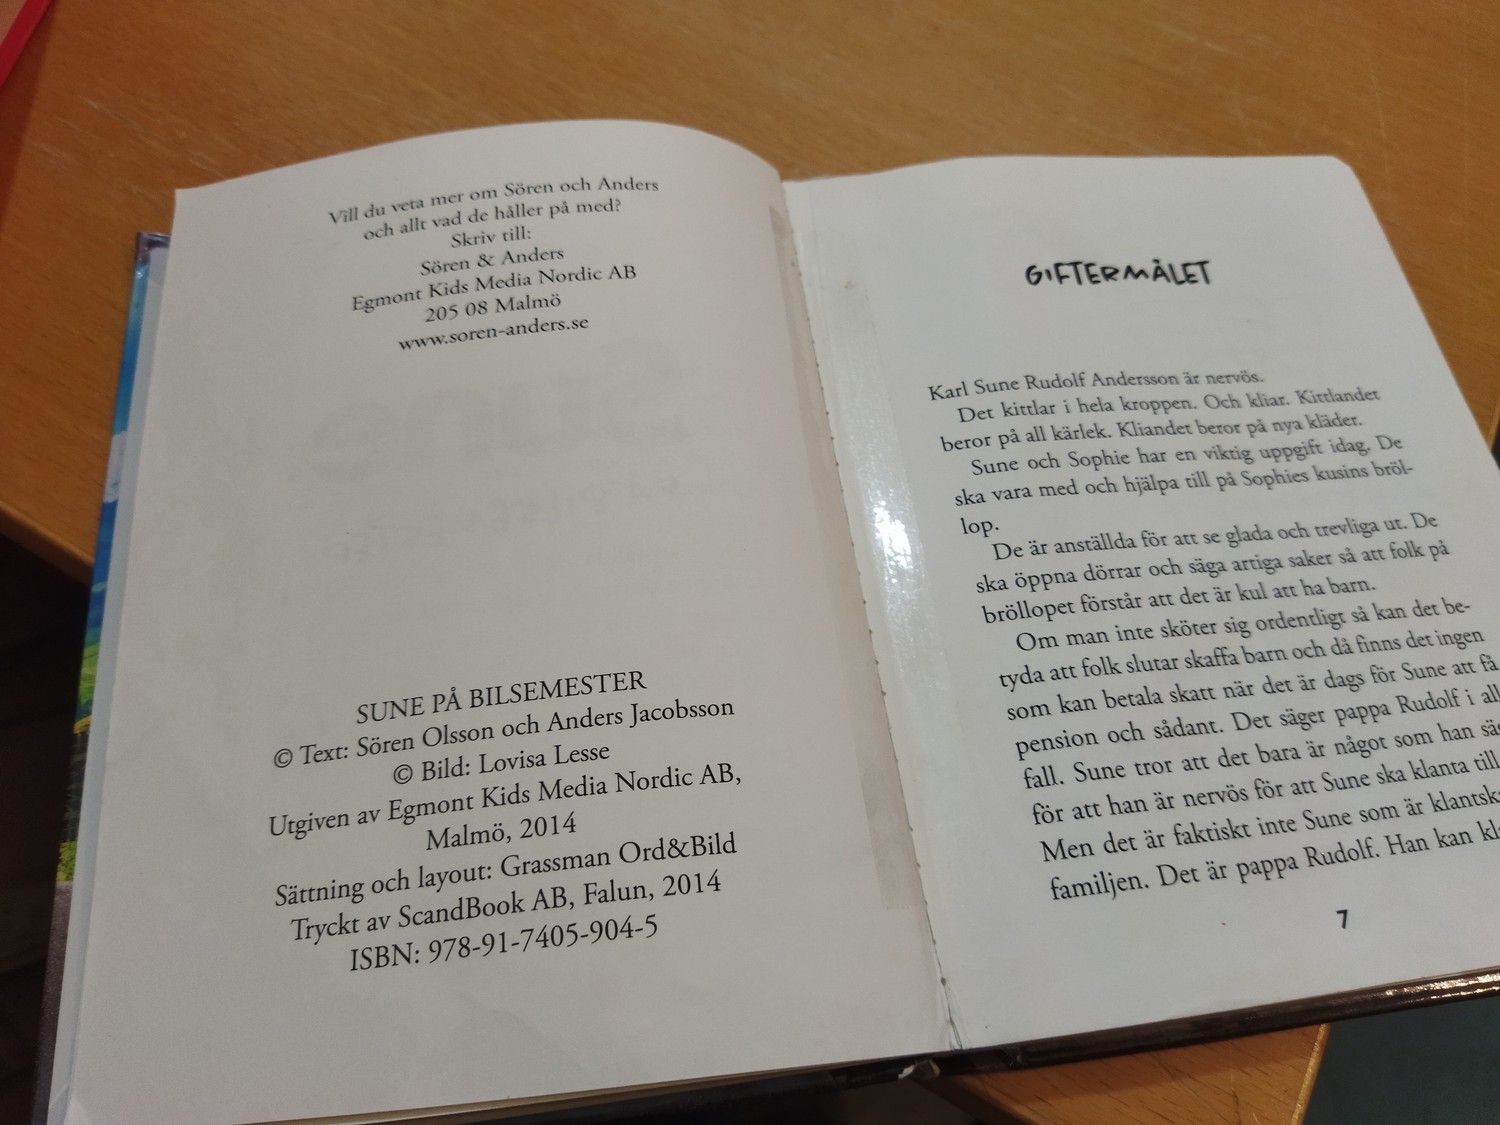 Vill du veta mer om Sören och Anders
och allt vad de håller på med?
Skriv till:
Sören & Anders
Egmont Kids Media Nordic AB
205 08 Malmö
www.soren-anders.se
SUNE PÅ BILSEMESTER
© Text: Sören Olsson och Anders Jacobsson
© Bild: Lovisa Lesse
Utgiven av Egmont Kids Media Nordic AB,
Malmö, 2014
Sättning och layout: Grassman Ord&Bild
Tryckt av ScandBook AB, Falun, 2014
ISBN: 978-91-7405-904-5
GIFTERMÅLET
Karl Sune Rudolf Andersson är nervös.
Det kittlar i hela kroppen. Och kliar. Kittlandet
beror på all kärlek. Kliandet beror på nya kläder.
Sune och Sophie har en viktig uppgift idag. De
ska vara med och hjälpa till på Sophies kusins bröl-
lop.
De är anställda för att se glada och trevliga ut. De
ska öppna dörrar och säga artiga saker så att folk på
bröllopet förstår att det är kul att ha barn.
Om man inte sköter sig ordentligt så kan det be-
tyda att folk slutar skaffa barn och då finns det ingen
som kan betala skatt när det är dags för Sune att få
pension och sådant. Det säger pappa Rudolf i
fall. Sune tror att det bara är något som han
för att han är nervös för att Sune ska klanta till
Men det är faktiskt inte Sune som är
familjen. Det är pappa Rudolf. Han kan
7